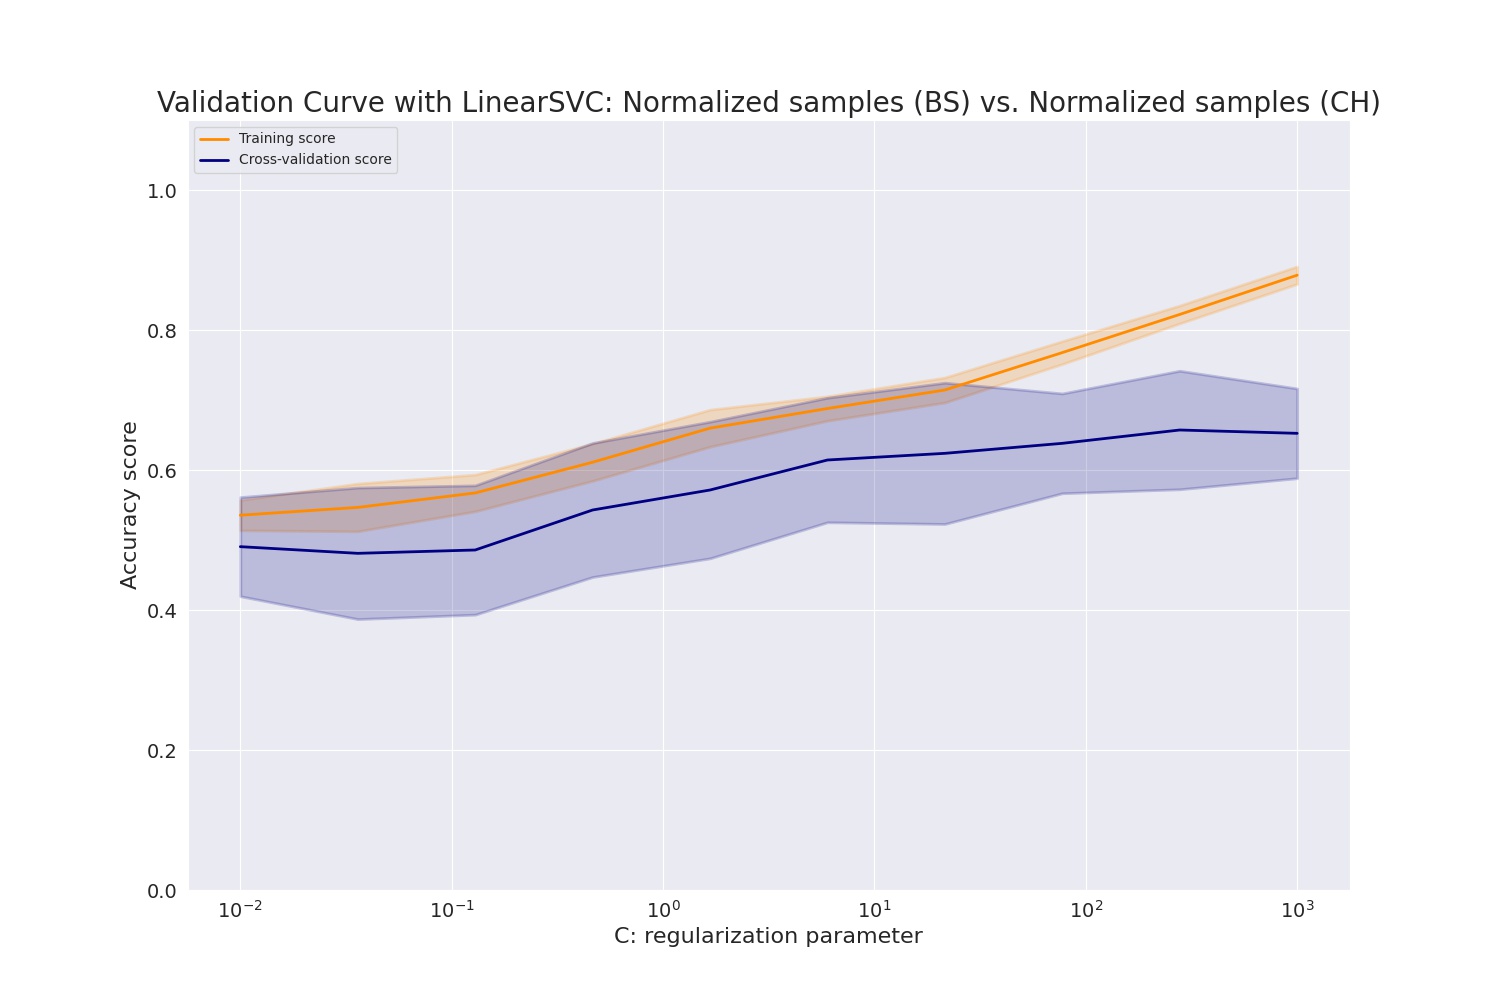 Validation Curve with LinearSVC: Normalized samples (BS) vs. Normalized samples (CH)
Training score
Cross-validation score
1.0
0.8
0.6
0.4
0.2
0.0
Accuracy score
10⁻² 10⁻¹ 10⁰ 10¹ 10² 10³
C: regularization parameter